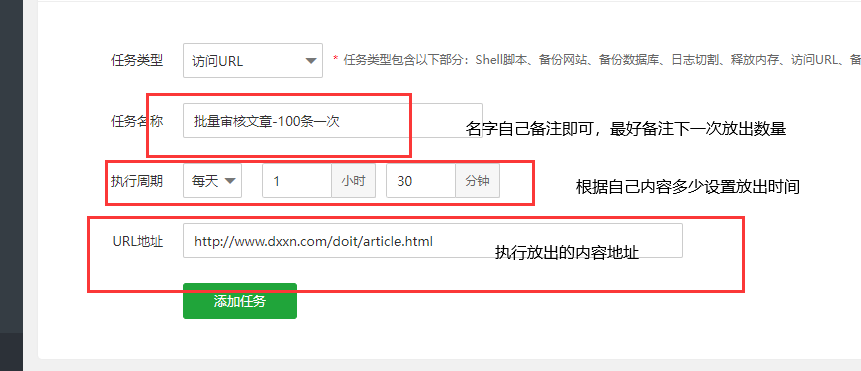 任务类型 访问URL * 任务类型包含以下部分：Shell脚本、备份网站、备份数据库、日志切割、释放内存、访问URL、备
任务名称 批量审核文章-100条一次 名字自己备注即可，最好备注下一次放出数量
执行周期 每天 1 小时 30 分钟 根据自己内容多少设置放出时间
URL地址 http://www.dxxn.com/doit/article.html 执行放出的内容地址
添加任务